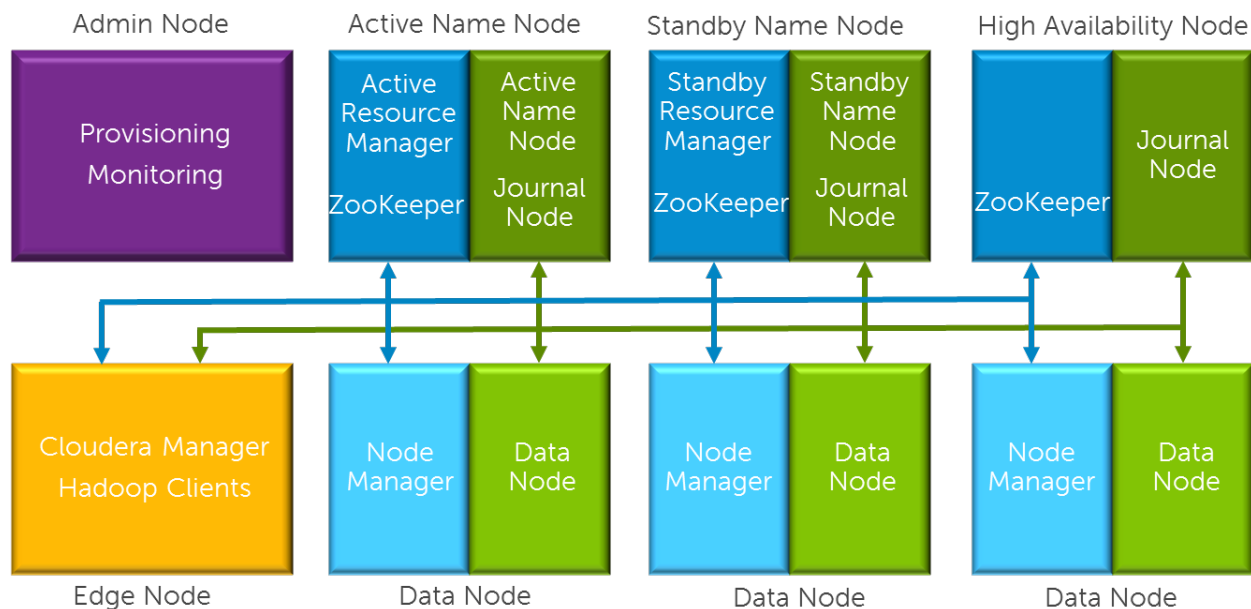 Admin Node
Provisioning
Monitoring
Active Name Node
Active
Resource
Manager
ZooKeeper
Active
Name
Node
Journal
Node
Standby Name Node
Standby
Resource
Manager
ZooKeeper
Standby
Name
Node
Journal
Node
High Availability Node
ZooKeeper
Journal
Node
Cloudera Manager
Hadoop Clients
Edge Node
Node
Manager
Data
Node
Data Node
Node
Manager
Data
Node
Data Node
Node
Manager
Data
Node
Data Node